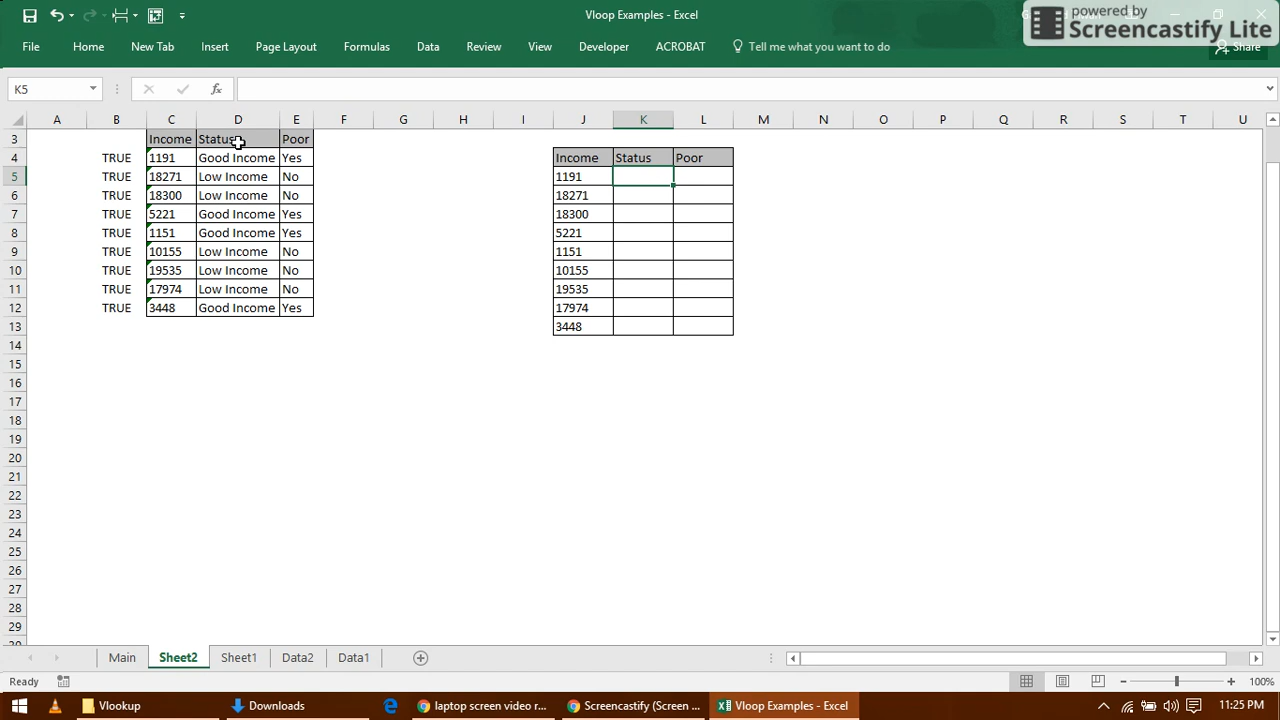 Vloop Examples - Excel
powered by
Screencastify Lite
File Home New Tab Insert Page Layout Formulas Data Review View Developer ACROBAT Tell me what you want to do Share
K5 fx
A B C D E F G H I J K L M N O P Q R S T U
3 Income Status Poor
4 TRUE 1191 Good Income Yes Income Status Poor
5 TRUE 18271 Low Income No 1191
6 TRUE 18300 Low Income No 18271
7 TRUE 5221 Good Income Yes 18300
8 TRUE 1151 Good Income Yes 5221
9 TRUE 10155 Low Income No 1151
10 TRUE 19535 Low Income No 10155
11 TRUE 17974 Low Income No 19535
12 TRUE 3448 Good Income Yes 17974
13 3448
14
15
16
17
18
19
20
21
22
23
24
25
26
27
28
29
Main Sheet2 Sheet1 Data2 Data1
Ready 100%
Vlookup Downloads laptop screen video r... Screencastify (Screen ... Vloop Examples - Excel 11:25 PM